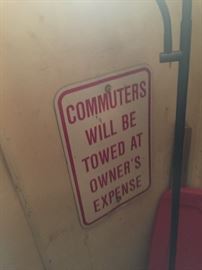 COMMUTERS
WILL BE
TOWED AT
OWNER'S
EXPENSE